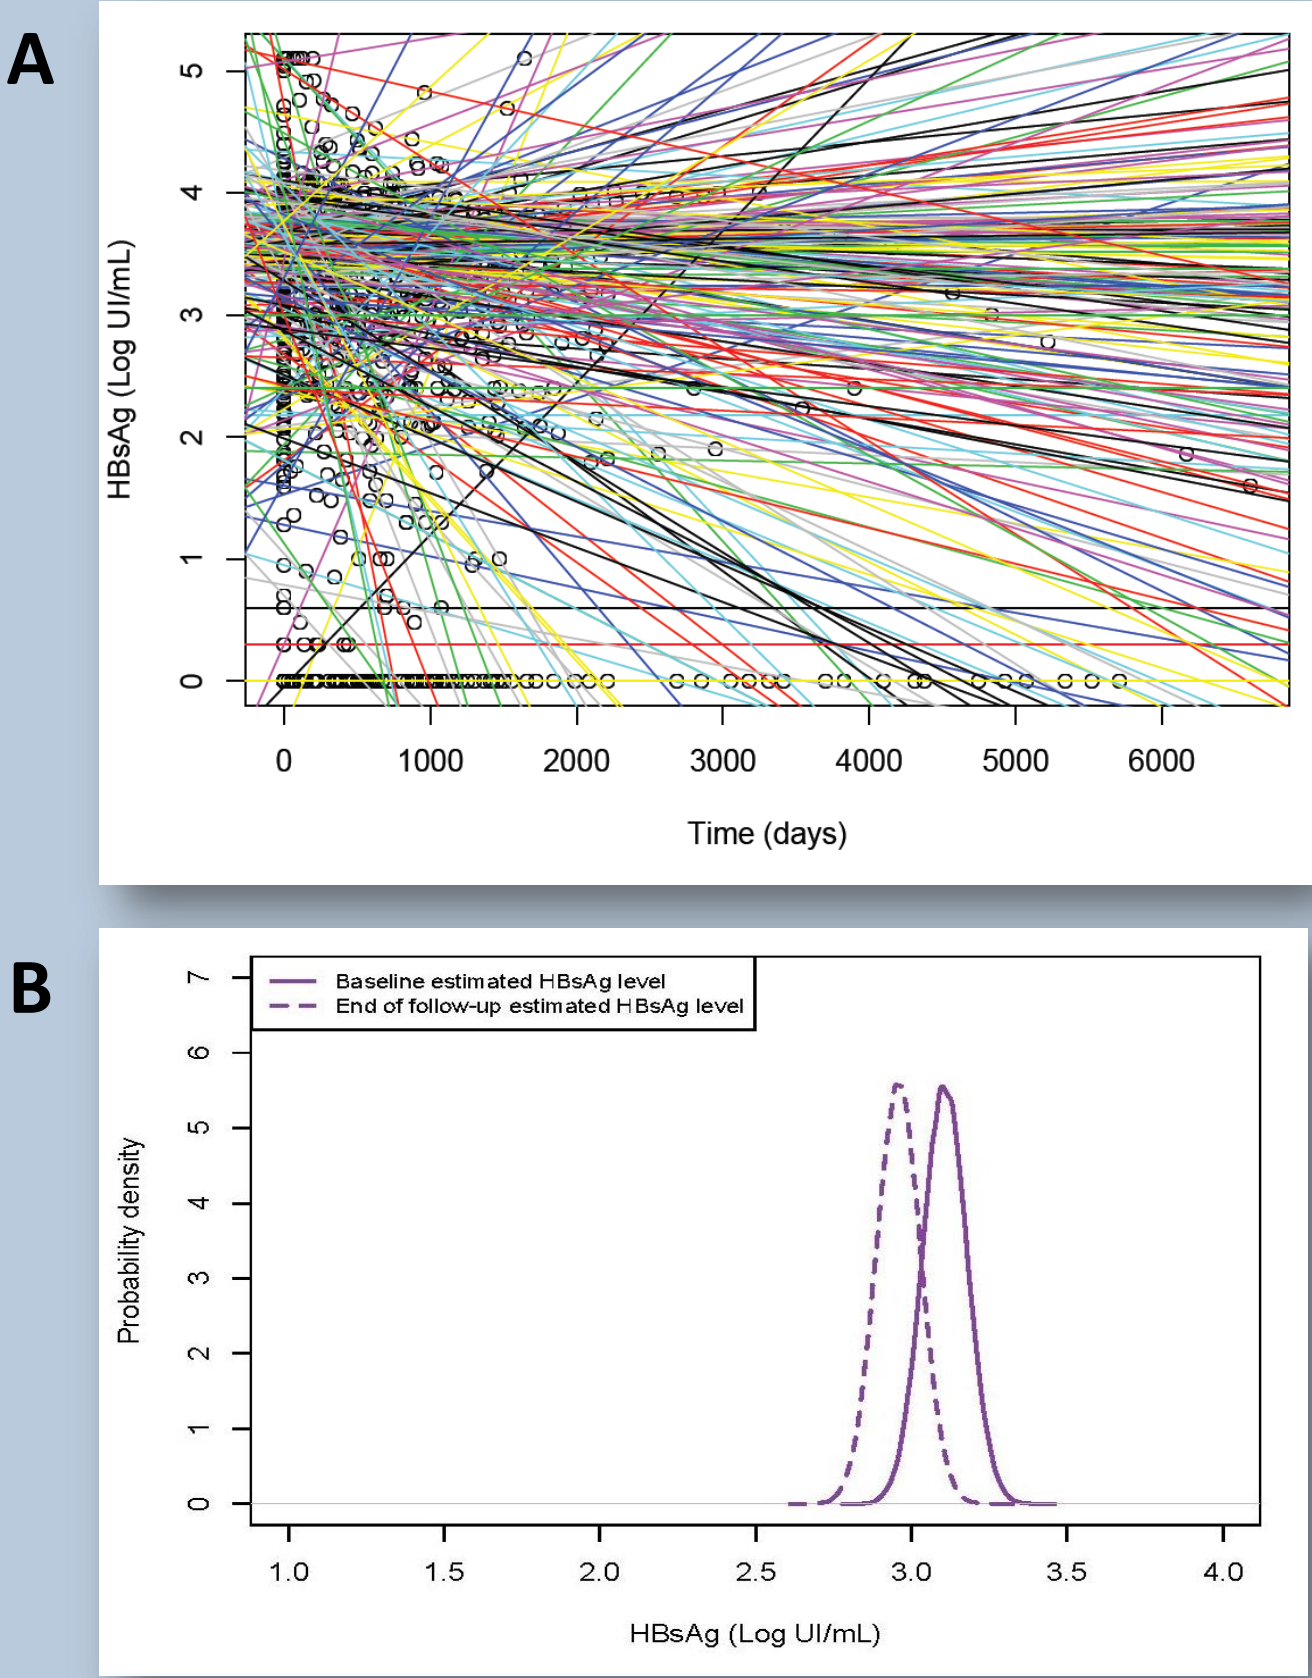 A
5
4
3
2
1
0
HBsAg (Log UI/mL)
0 1000 2000 3000 4000 5000 6000
Time (days)
B
Baseline estimated HBsAg level
End of follow-up estimated HBsAg level
7
6
5
4
3
2
1
0
Probability density
1.0 1.5 2.0 2.5 3.0 3.5 4.0
HBsAg (Log UI/mL)